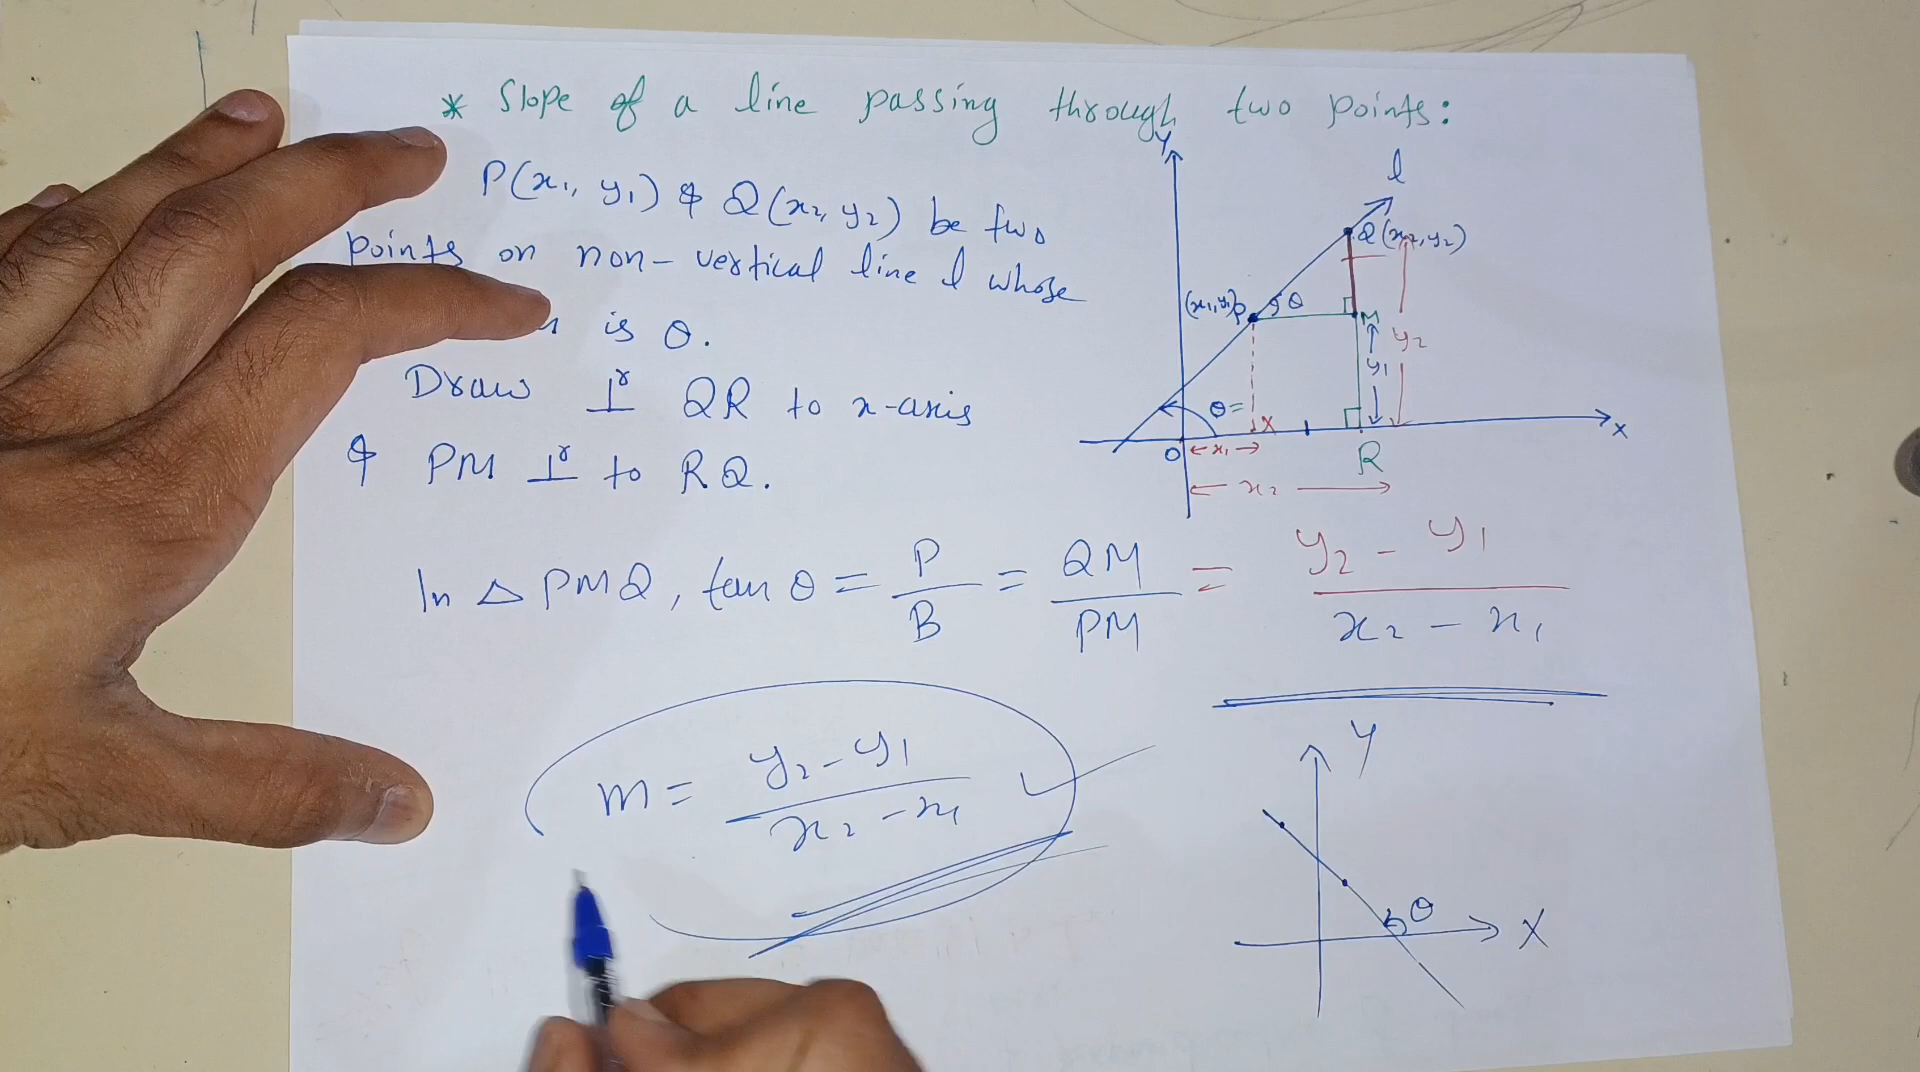 * Slope of a line passing through two points:
P(x₁, y₁) & Q(x₂, y₂) be two
points on non-vertical line l whose
is θ.
Draw ⊥ʳ QR to x-axis
& PM ⊥ʳ to RQ.
In △ PMQ, tan θ = P/B = QM/PM = y₂ - y₁/x₂ - x₁
m = y₂ - y₁/x₂ - x₁
Y
l
Q(x₂, y₂)
(x₁, y₁)P
θ
M
y₂
y₁
θ=
X
x
O
x₁
R
x₂
Y
θ
X